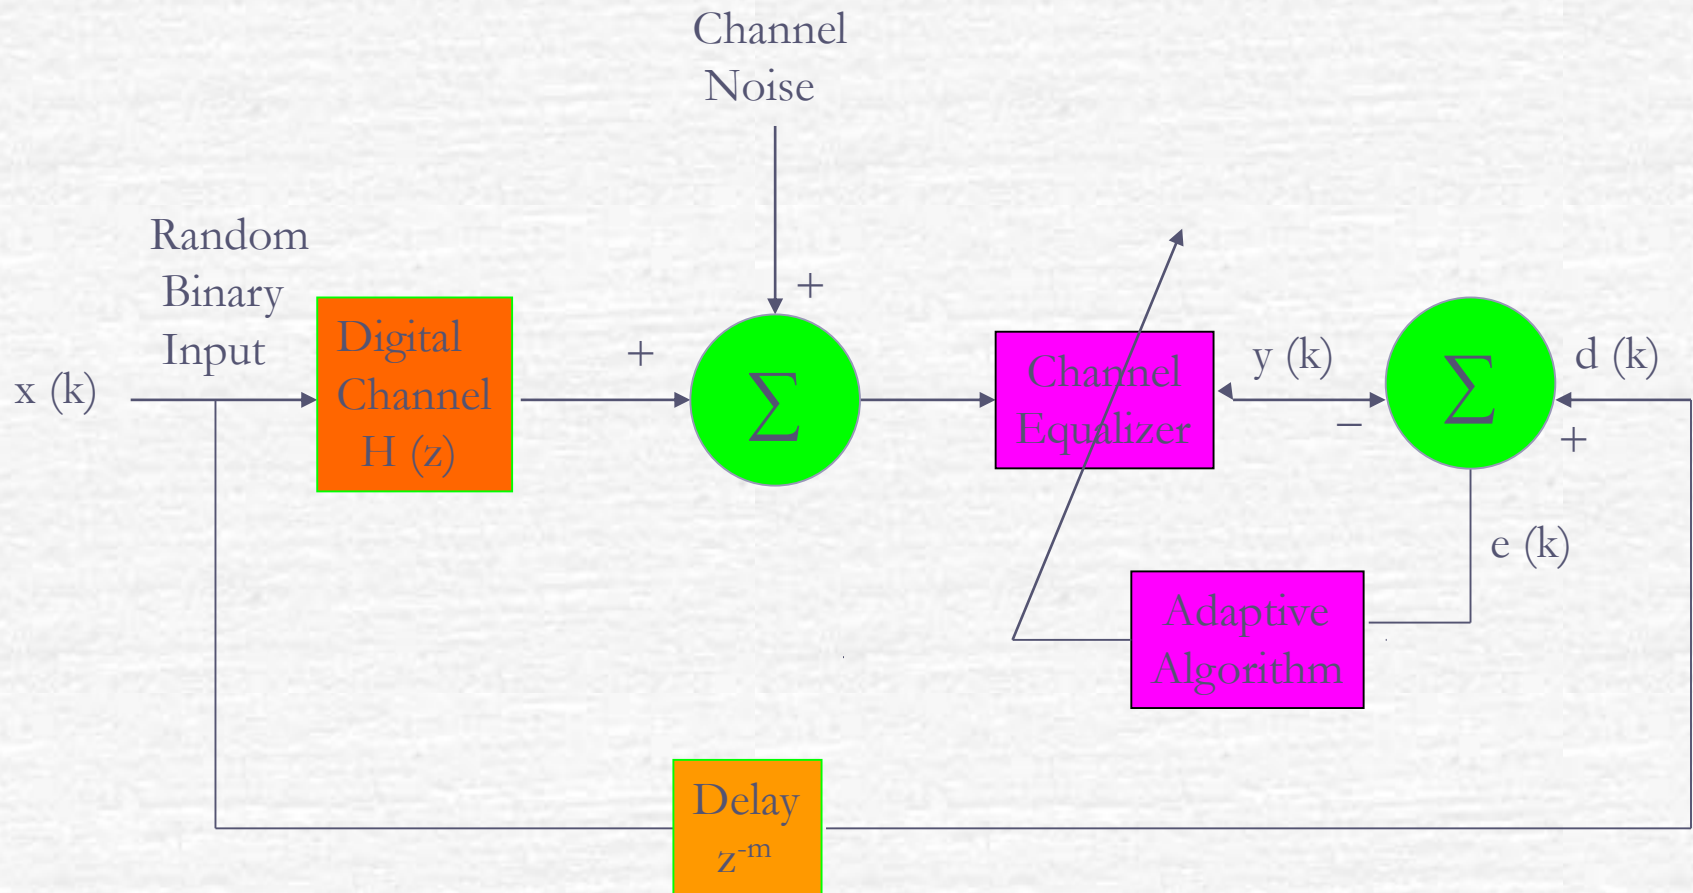 Channel
Noise
+
Random
Binary
Input
x (k)
Digital
Channel
H (z)
+
∑
Channel
Equalizer
y (k)
−
∑
d (k)
+
e (k)
Adaptive
Algorithm
Delay
z⁻ᵐ